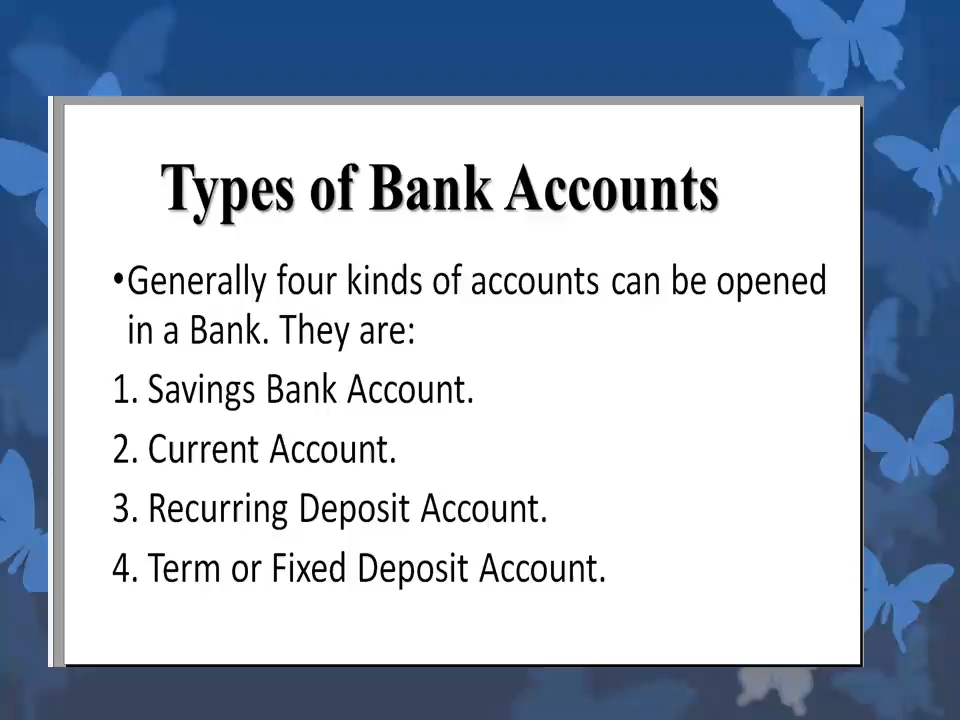 Types of Bank Accounts
•Generally four kinds of accounts can be opened
in a Bank. They are:
1. Savings Bank Account.
2. Current Account.
3. Recurring Deposit Account.
4. Term or Fixed Deposit Account.